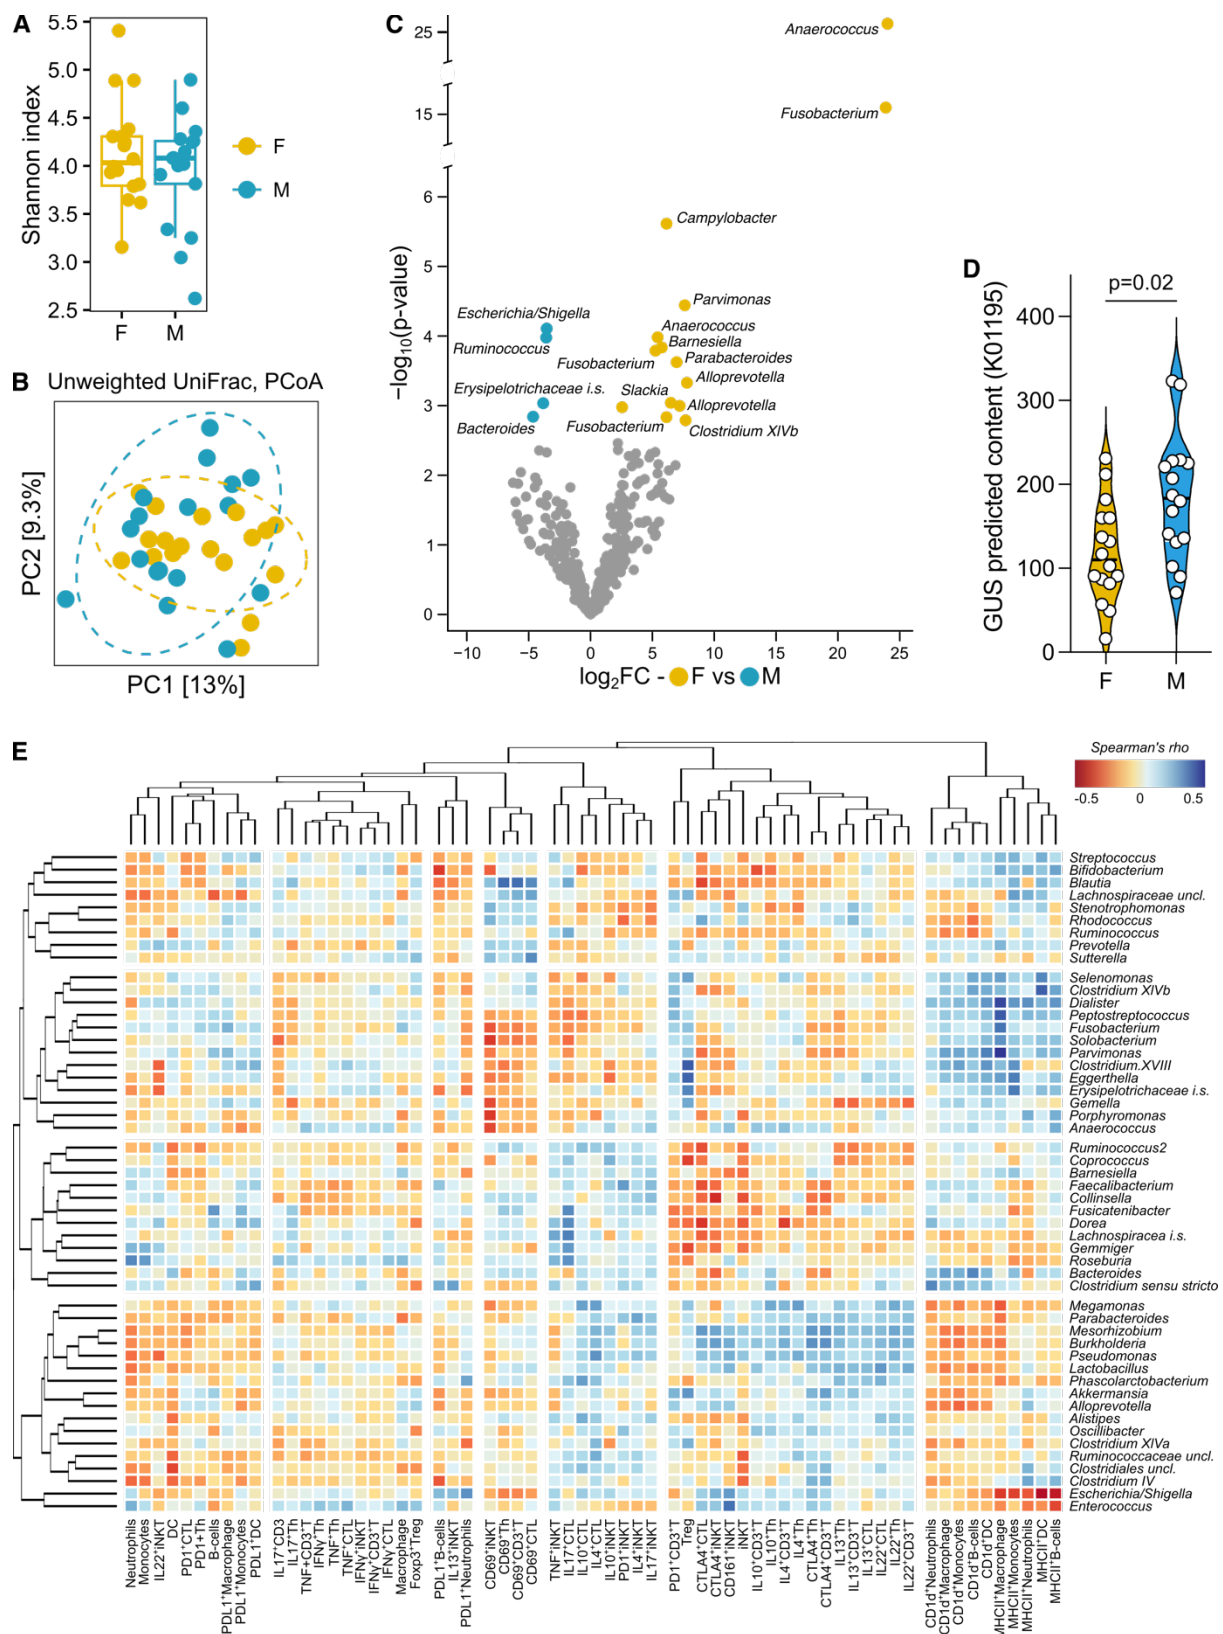 A
5.5
5.0
4.5
4.0
3.5
3.0
2.5
Shannon index
F
M
F
M
B
Unweighted UniFrac, PCoA
PC2 [9.3%]
PC1 [13%]
C
25
15
6
5
4
3
2
1
0
−log10(p-value)
Anaerococcus
Fusobacterium
Campylobacter
Parvimonas
Escherichia/Shigella
Anaerococcus
Ruminococcus
Barnesiella
Fusobacterium
Parabacteroides
Erysipelotrichaceae i.s.
Slackia
Alloprevotella
Alloprevotella
Bacteroides
Fusobacterium
Clostridium XIVb
−10
−5
0
5
10
15
20
25
log2FC - F vs M
D
p=0.02
400
300
200
100
0
GUS predicted content (K01195)
F
M
E
Spearman's rho
-0.5
0
0.5
Streptococcus
Bifidobacterium
Blautia
Lachnospiraceae uncl.
Stenotrophomonas
Rhodococcus
Ruminococcus
Prevotella
Sutterella
Selenomonas
Clostridium XIVb
Dialister
Peptostreptococcus
Fusobacterium
Solobacterium
Parvimonas
Clostridium.XVIII
Eggerthella
Erysipelotrichaceae i.s.
Gemella
Porphyromonas
Anaerococcus
Ruminococcus2
Coprococcus
Barnesiella
Faecalibacterium
Collinsella
Fusicatenibacter
Dorea
Lachnospiracea i.s.
Gemmiger
Roseburia
Bacteroides
Clostridium sensu stricto
Megamonas
Parabacteroides
Mesorhizobium
Burkholderia
Pseudomonas
Lactobacillus
Phascolarctobacterium
Akkermansia
Alloprevotella
Alistipes
Oscillibacter
Clostridium XIVa
Ruminococcaceae uncl.
Clostridiales uncl.
Clostridium IV
Escherichia/Shigella
Enterococcus
Neutrophils
Monocytes
IL22+iNKT
DC
PD1+CTL
PD1+Th
B-cells
PDL1+Macrophage
PDL1+Monocytes
PDL1+DC
IL17+CD3
IL17+Th
TNF+CD3+T
IFNγ+Th
TNF+Th
TNF+CTL
IFNγ+iNKT
IFNγ+CD3+T
IFNγ+CTL
Macrophage
Foxp3+Treg
PDL1+B-cells
IL13+iNKT
PDL1+Neutrophils
CD69+iNKT
CD69+Th
CD69+CD3+T
CD69+CTL
TNF+iNKT
IL17+CTL
IL10+CTL
IL4+CTL
IL10+iNKT
PD1+iNKT
IL4+iNKT
IL17+iNKT
PD1+CD3+T
Treg
CTLA4+CTL
CTLA4+iNKT
CD161+iNKT
iNKT
IL10+CD3+T
IL10+Th
IL4+CD3+T
IL4+Th
CTLA4+Th
CTLA4+CD3+T
IL13+Th
IL13+CD3+T
IL13+CTL
IL22+CTL
IL22+Th
IL22+CD3+T
CD1d+Neutrophils
CD1d+Macrophage
CD1d+Monocytes
CD1d+B-cells
CD1d+DC
MHCII+Macrophage
MHCII+Monocytes
MHCII+Neutrophils
MHCII+DC
MHCII+B-cells